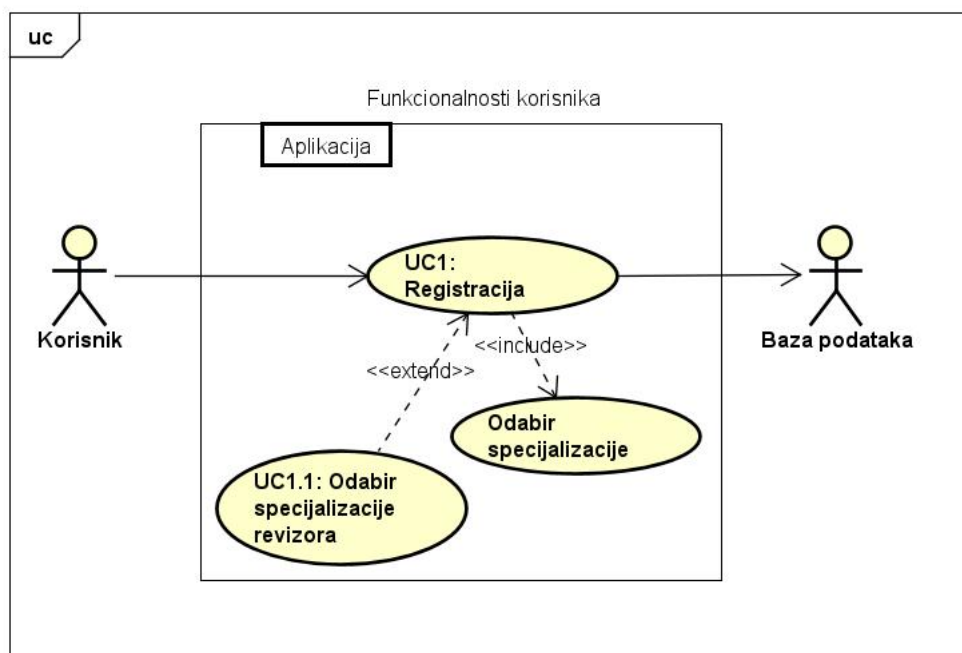 uc
Funkcionalnosti korisnika
Aplikacija
UC1:
Registracija
Korisnik
Baza podataka
<<include>>
<<extend>>
Odabir
specijalizacije
UC1.1: Odabir
specijalizacije
revizora